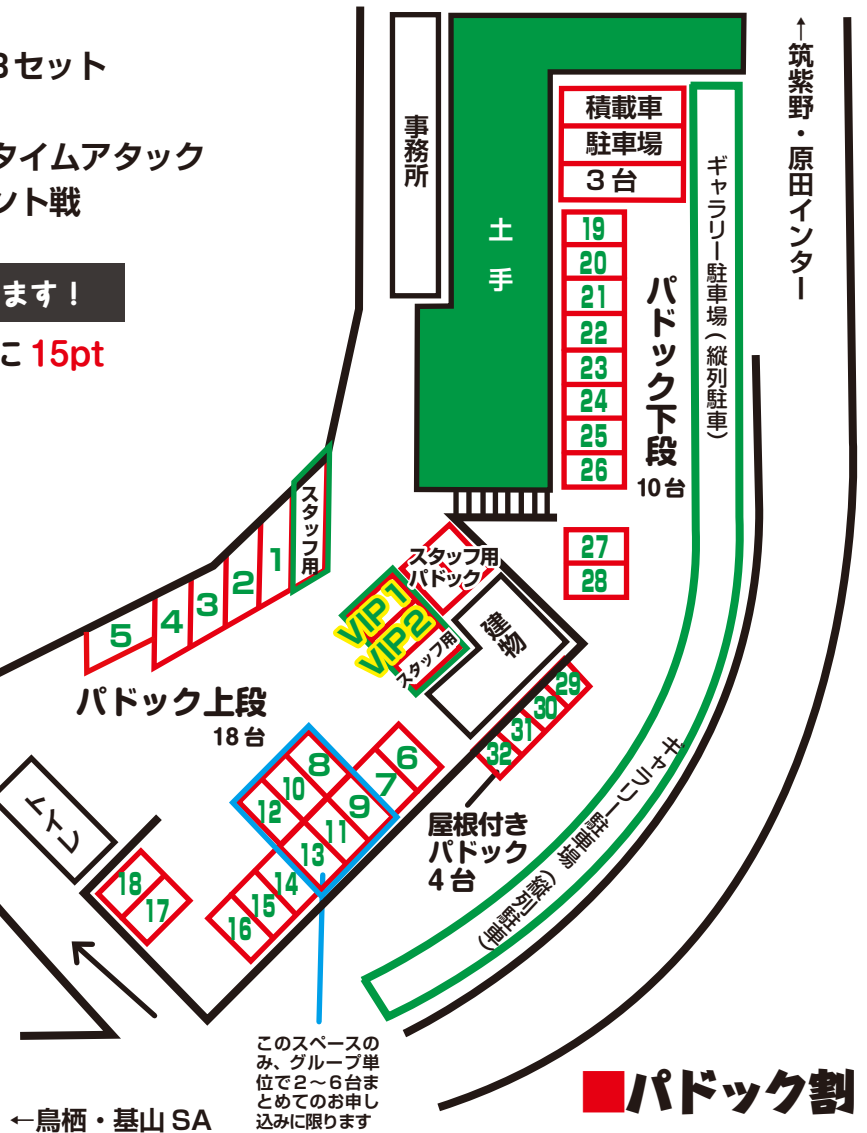 3セット
タイムアタック
ント戦
ます！
に 15pt
事務所
土手
積載車
駐車場
3台
19
20
21
22
23
24
25
26
パドック下段
10台
27
28
ギャラリー駐車場（縦列駐車）
↑筑紫野・原田インター
スタッフ用
1
2
3
4
5
スタッフ用
パドック
VIP1
VIP2
スタッフ用
建物
パドック上段
18台
29
30
31
32
屋根付き
パドック
4台
6
7
8
9
10
11
12
13
14
15
16
17
18
トイレ
ギャラリー駐車場（縦列駐車）
このスペースの
み、グループ単
位で2～6台ま
とめてのお申し
込みに限ります
←鳥栖・基山SA
■パドック割